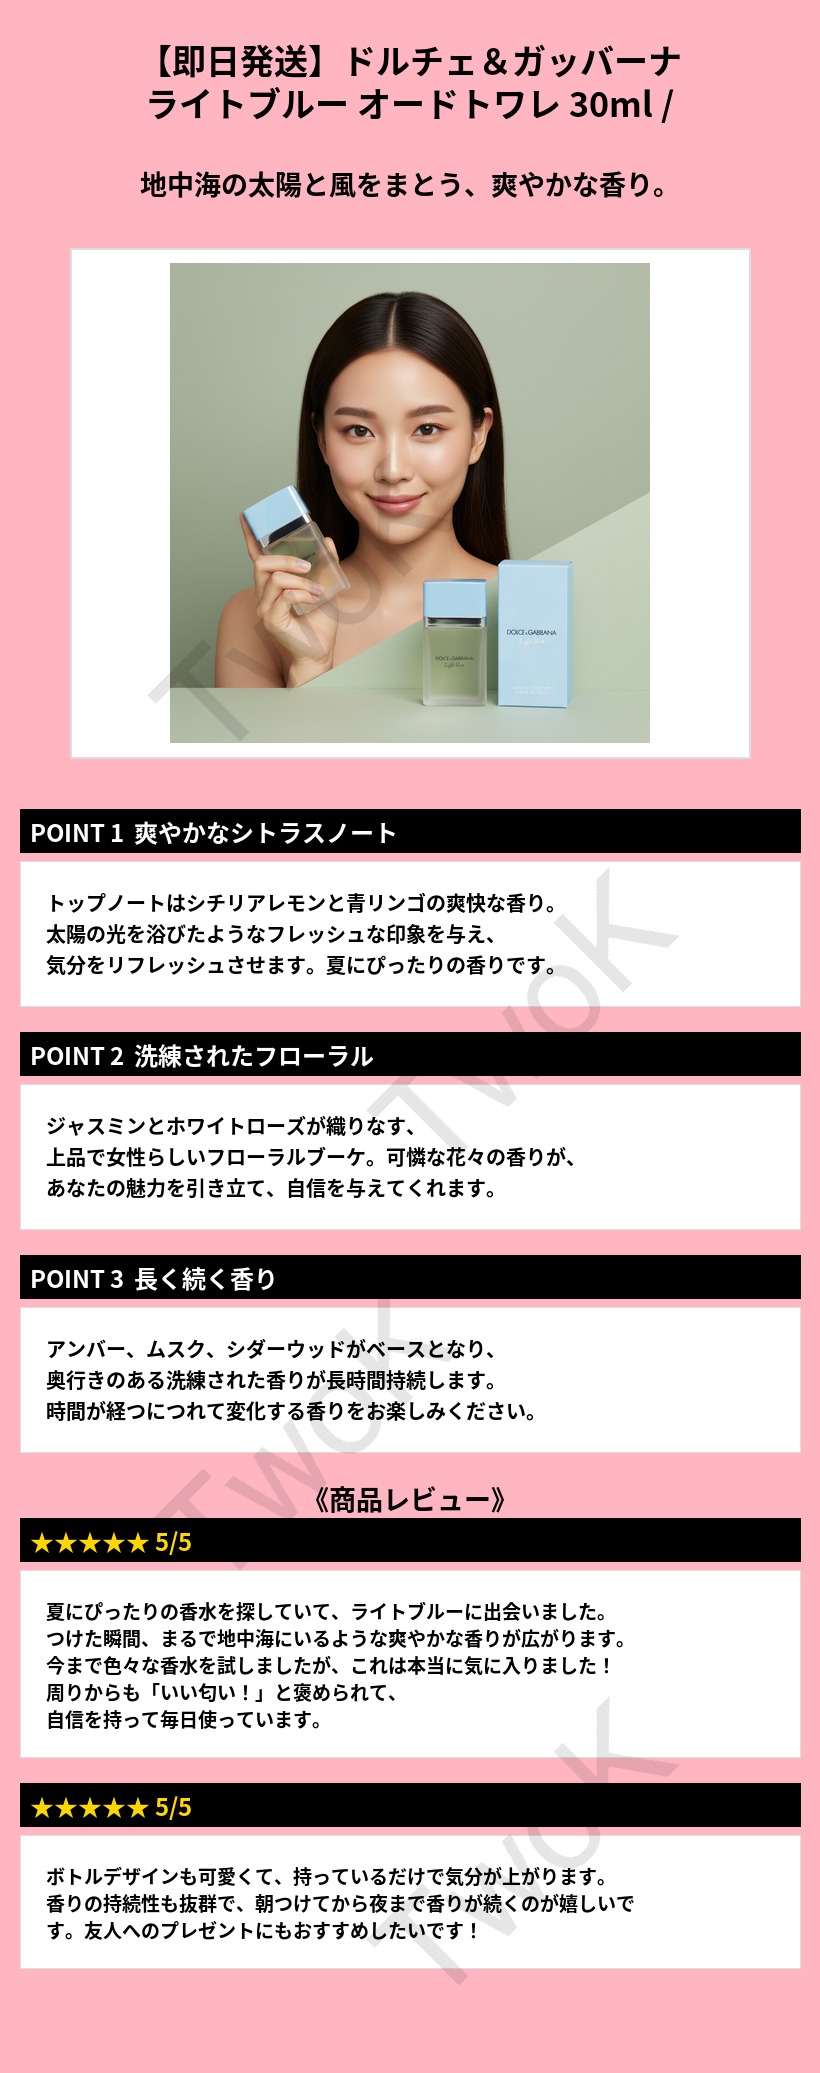 【即日発送】ドルチェ＆ガッバーナ
ライトブルー オードトワレ 30ml /
地中海の太陽と風をまとう、爽やかな香り。
DOLCE&GABBANA
Light Blue
DOLCE&GABBANA
Light Blue
TwoK
POINT 1 爽やかなシトラスノート
トップノートはシチリアレモンと青リンゴの爽快な香り。
太陽の光を浴びたようなフレッシュな印象を与え、
気分をリフレッシュさせます。夏にぴったりの香りです。
TwoK
POINT 2 洗練されたフローラル
ジャスミンとホワイトローズが織りなす、
上品で女性らしいフローラルブーケ。可憐な花々の香りが、
あなたの魅力を引き立て、自信を与えてくれます。
POINT 3 長く続く香り
アンバー、ムスク、シダーウッドがベースとなり、
奥行きのある洗練された香りが長時間持続します。
時間が経つにつれて変化する香りをお楽しみください。
TwoK
《商品レビュー》
★★★★★ 5/5
夏にぴったりの香水を探していて、ライトブルーに出会いました。
つけた瞬間、まるで地中海にいるような爽やかな香りが広がります。
今まで色々な香水を試しましたが、これは本当に気に入りました！
周りからも「いい匂い！」と褒められて、
自信を持って毎日使っています。
★★★★★ 5/5
ボトルデザインも可愛くて、持っているだけで気分が上がります。
香りの持続性も抜群で、朝つけてから夜まで香りが続くのが嬉しいで
す。友人へのプレゼントにもおすすめしたいです！
TwoK